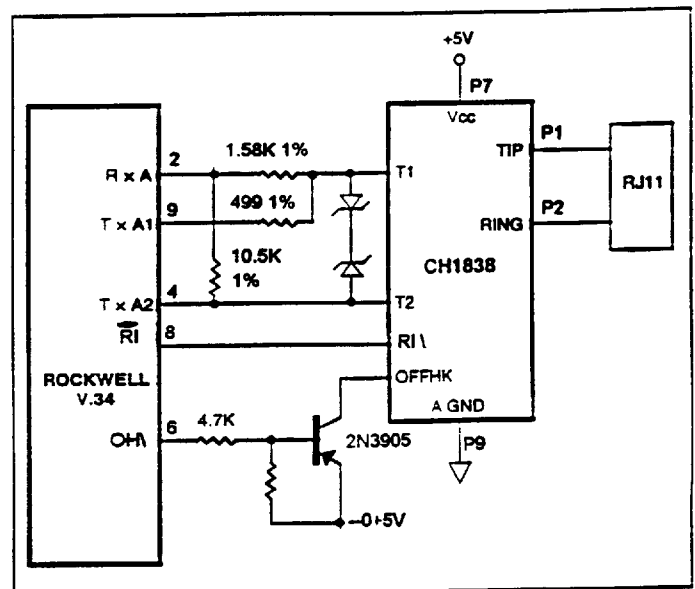 +5V
P7
Vcc
2
R x A
1.58K 1%
T1
TIP
P1
RJ11
9
T x A1
499 1%
RING
P2
10.5K
1%
CH1838
4
T x A2
T2
RI
8
RI\
ROCKWELL
V.34
OFFHK
A GND
OH\
6
4.7K
2N3905
P9
-0+5V